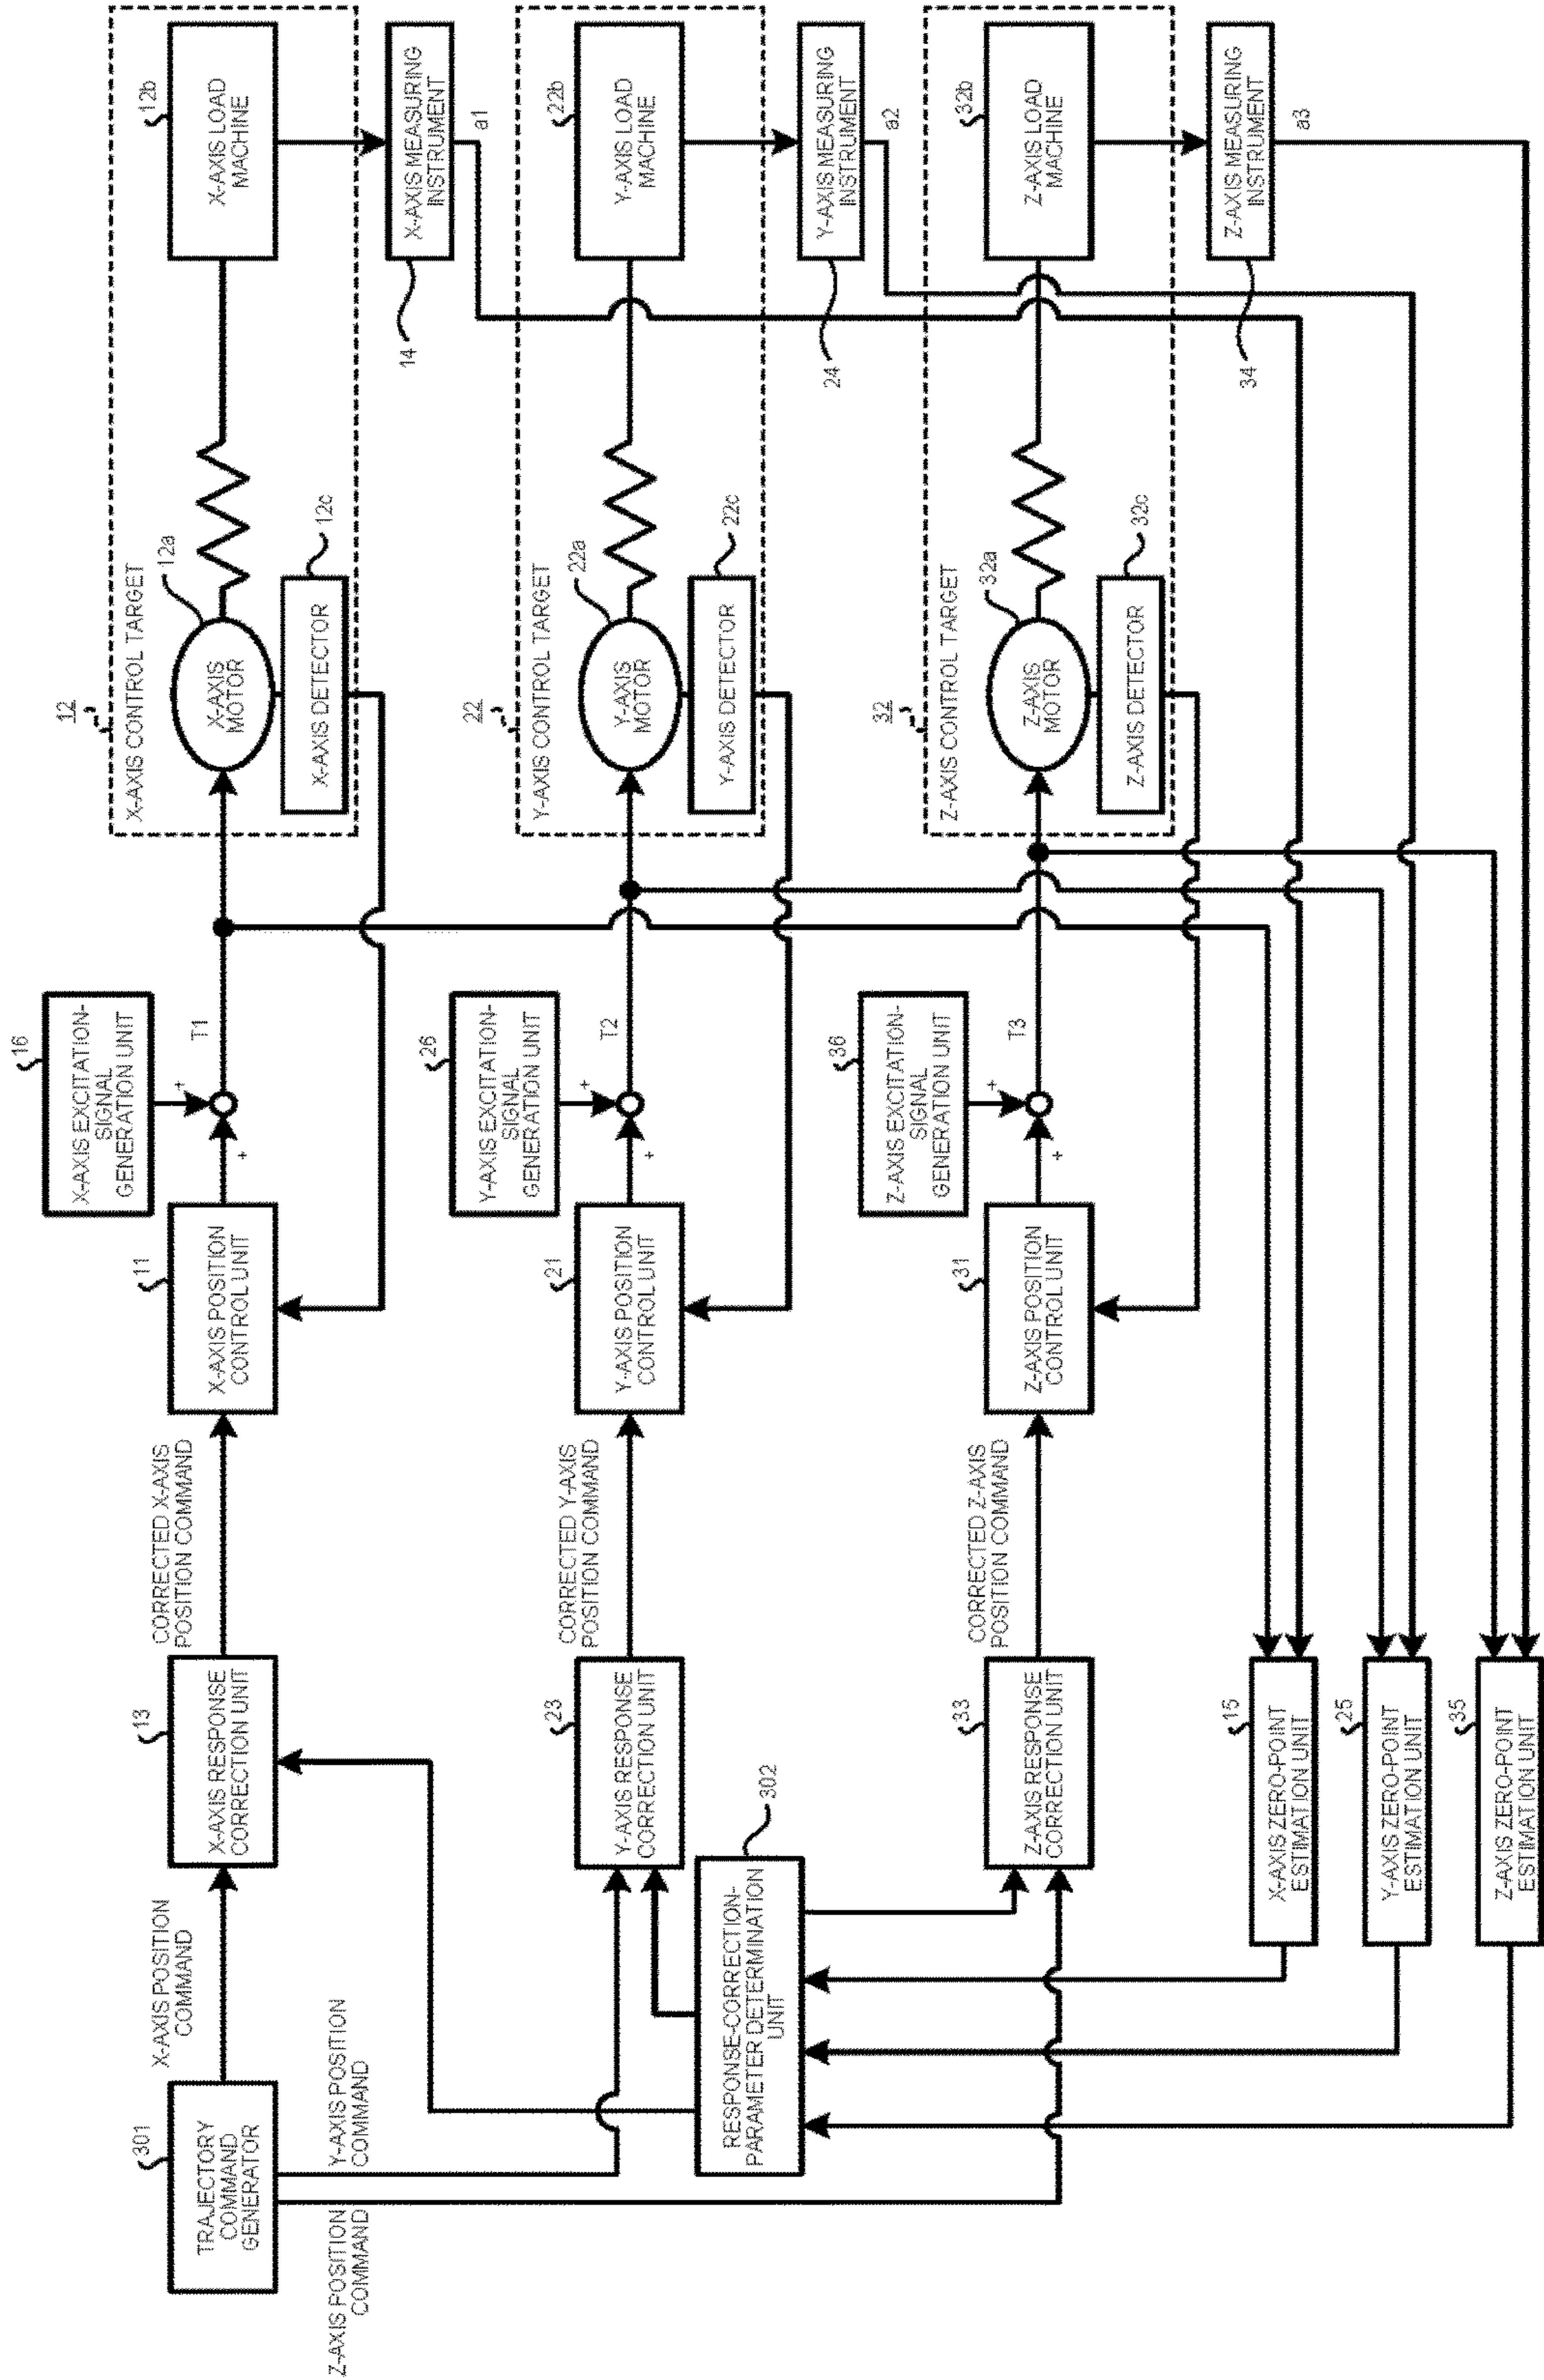 301
TRAJECTORY
COMMAND
GENERATOR
X-AXIS POSITION
COMMAND
Y-AXIS POSITION
COMMAND
Z-AXIS POSITION
COMMAND
13
X-AXIS RESPONSE
CORRECTION UNIT
CORRECTED X-AXIS
POSITION COMMAND
11
X-AXIS POSITION
CONTROL UNIT
16
X-AXIS EXCITATION-
SIGNAL
GENERATION UNIT
+
+
T1
12
X-AXIS CONTROL TARGET
12a
X-AXIS
MOTOR
12c
X-AXIS DETECTOR
12b
X-AXIS LOAD
MACHINE
14
X-AXIS MEASURING
INSTRUMENT
a1
23
Y-AXIS RESPONSE
CORRECTION UNIT
CORRECTED Y-AXIS
POSITION COMMAND
21
Y-AXIS POSITION
CONTROL UNIT
26
Y-AXIS EXCITATION-
SIGNAL
GENERATION UNIT
+
+
T2
22
Y-AXIS CONTROL TARGET
22a
Y-AXIS
MOTOR
22c
Y-AXIS DETECTOR
22b
Y-AXIS LOAD
MACHINE
24
Y-AXIS MEASURING
INSTRUMENT
a2
302
RESPONSE-CORRECTION-
PARAMETER DETERMINATION
UNIT
33
Z-AXIS RESPONSE
CORRECTION UNIT
CORRECTED Z-AXIS
POSITION COMMAND
31
Z-AXIS POSITION
CONTROL UNIT
36
Z-AXIS EXCITATION-
SIGNAL
GENERATION UNIT
+
+
T3
32
Z-AXIS CONTROL TARGET
32a
Z-AXIS
MOTOR
32c
Z-AXIS DETECTOR
32b
Z-AXIS LOAD
MACHINE
34
Z-AXIS MEASURING
INSTRUMENT
a3
15
X-AXIS ZERO-POINT
ESTIMATION UNIT
25
Y-AXIS ZERO-POINT
ESTIMATION UNIT
35
Z-AXIS ZERO-POINT
ESTIMATION UNIT